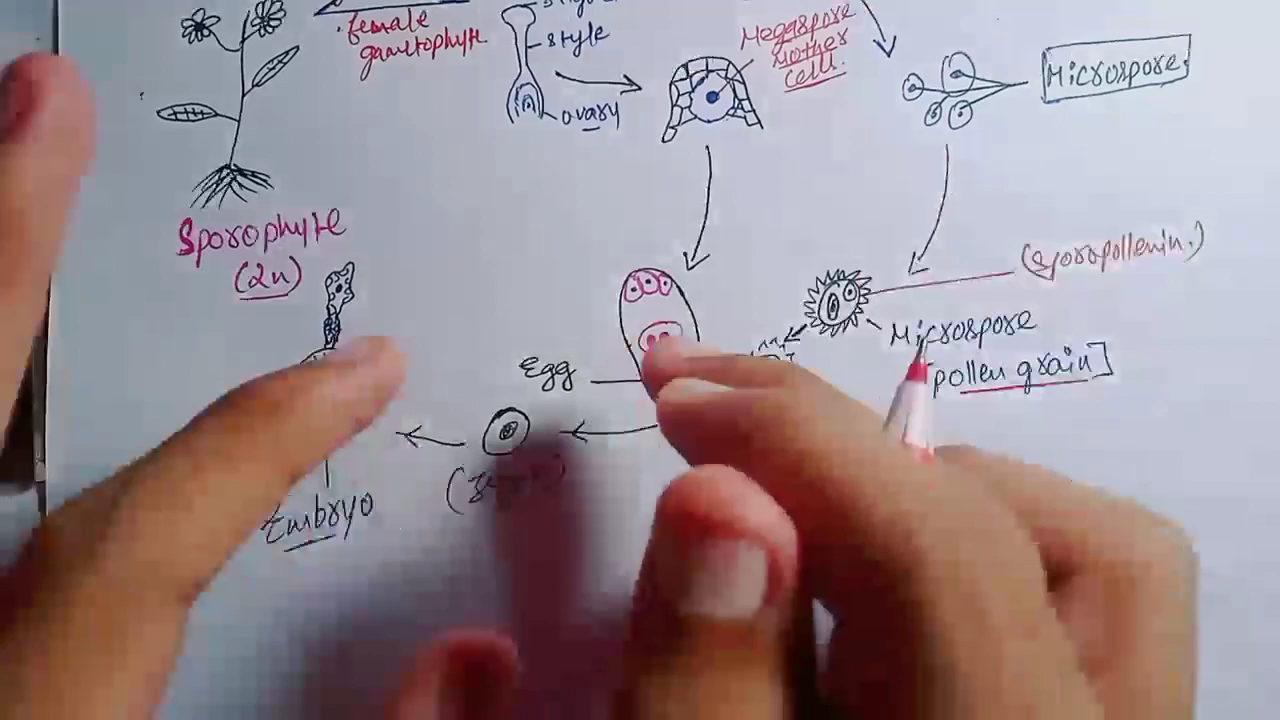 female
gametophyte
style
ovary
Megaspore
Mother
cell.
Microspore.
Sporophyte
(2n)
(sporopollenin.)
Microspore
[pollen grain]
Egg
Embryo